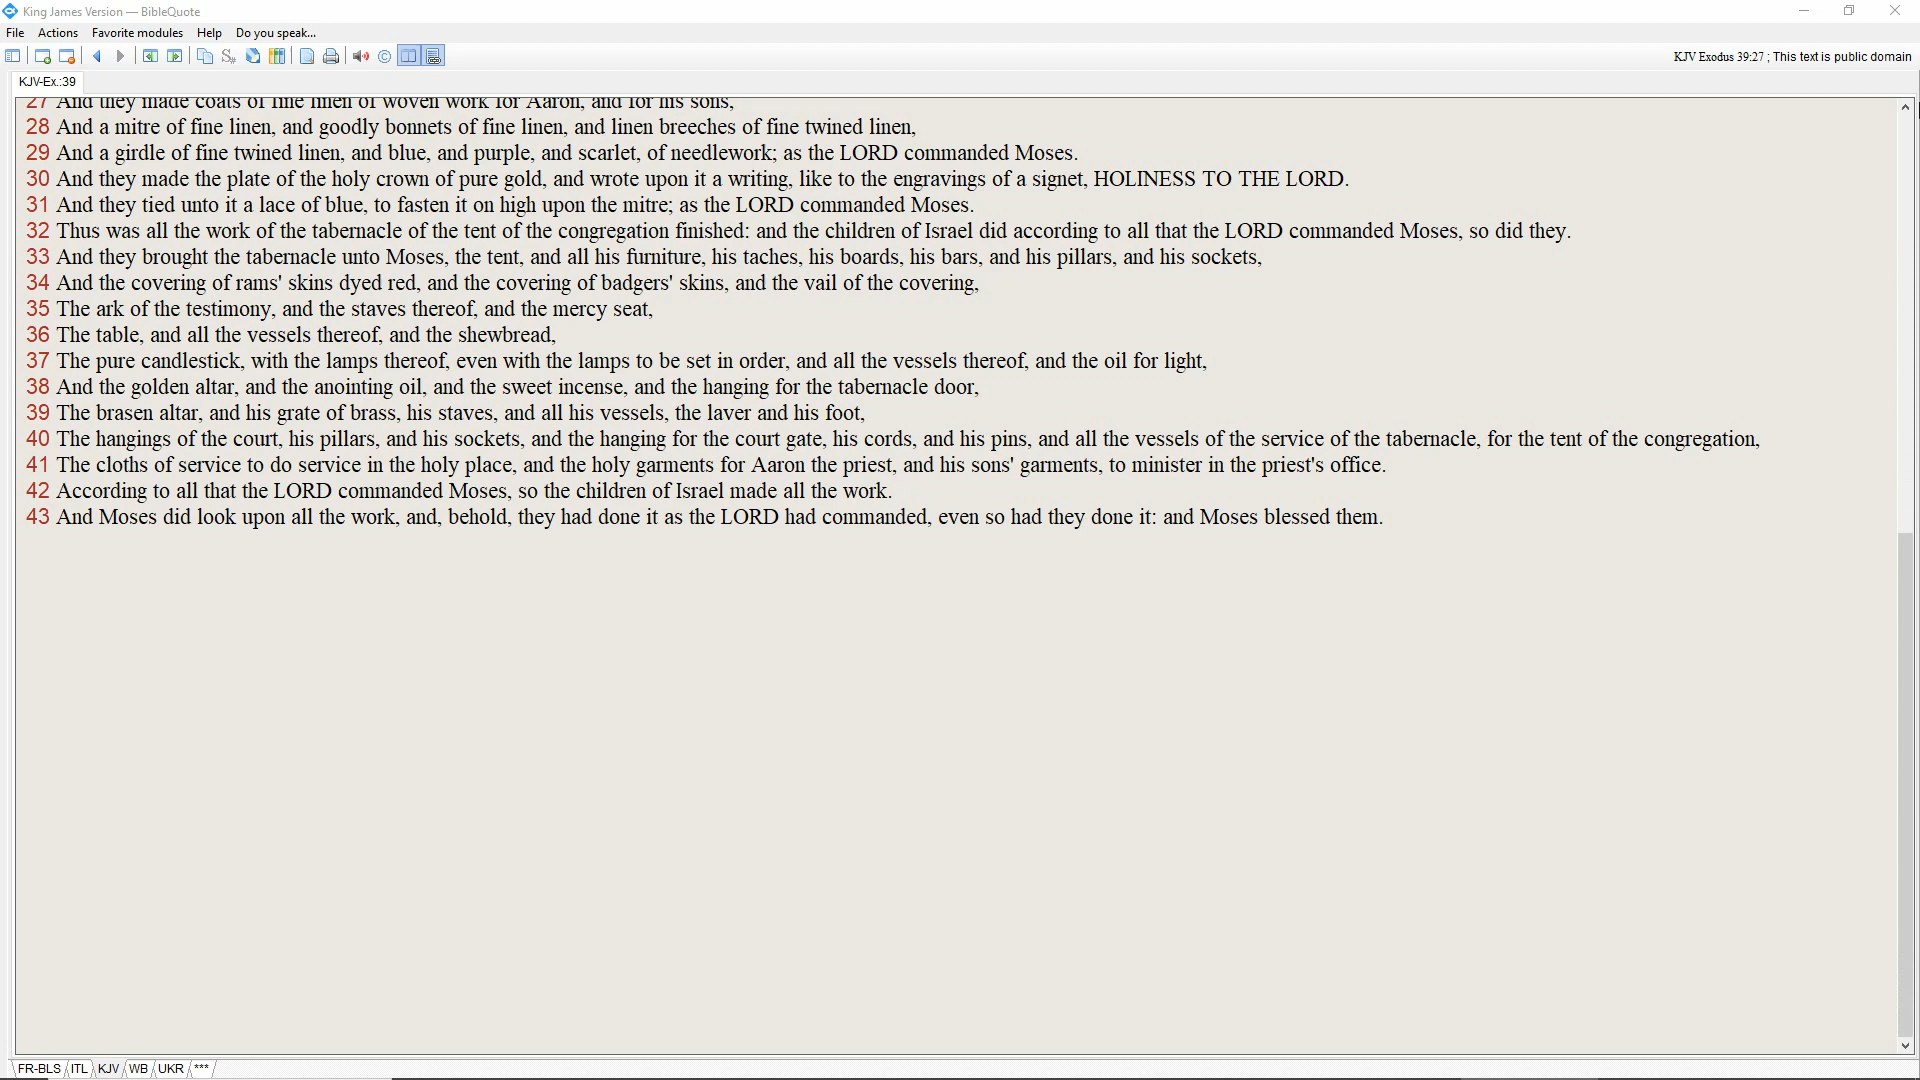 King James Version — BibleQuote
File Actions Favorite modules Help Do you speak...
KJV Exodus 39:27 ; This text is public domain
KJV-Ex.:39
27 And they made coats of fine linen of woven work for Aaron, and for his sons,
28 And a mitre of fine linen, and goodly bonnets of fine linen, and linen breeches of fine twined linen,
29 And a girdle of fine twined linen, and blue, and purple, and scarlet, of needlework; as the LORD commanded Moses.
30 And they made the plate of the holy crown of pure gold, and wrote upon it a writing, like to the engravings of a signet, HOLINESS TO THE LORD.
31 And they tied unto it a lace of blue, to fasten it on high upon the mitre; as the LORD commanded Moses.
32 Thus was all the work of the tabernacle of the tent of the congregation finished: and the children of Israel did according to all that the LORD commanded Moses, so did they.
33 And they brought the tabernacle unto Moses, the tent, and all his furniture, his taches, his boards, his bars, and his pillars, and his sockets,
34 And the covering of rams' skins dyed red, and the covering of badgers' skins, and the vail of the covering,
35 The ark of the testimony, and the staves thereof, and the mercy seat,
36 The table, and all the vessels thereof, and the shewbread,
37 The pure candlestick, with the lamps thereof, even with the lamps to be set in order, and all the vessels thereof, and the oil for light,
38 And the golden altar, and the anointing oil, and the sweet incense, and the hanging for the tabernacle door,
39 The brasen altar, and his grate of brass, his staves, and all his vessels, the laver and his foot,
40 The hangings of the court, his pillars, and his sockets, and the hanging for the court gate, his cords, and his pins, and all the vessels of the service of the tabernacle, for the tent of the congregation,
41 The cloths of service to do service in the holy place, and the holy garments for Aaron the priest, and his sons' garments, to minister in the priest's office.
42 According to all that the LORD commanded Moses, so the children of Israel made all the work.
43 And Moses did look upon all the work, and, behold, they had done it as the LORD had commanded, even so had they done it: and Moses blessed them.
FR-BLS ITL KJV WB UKR ***